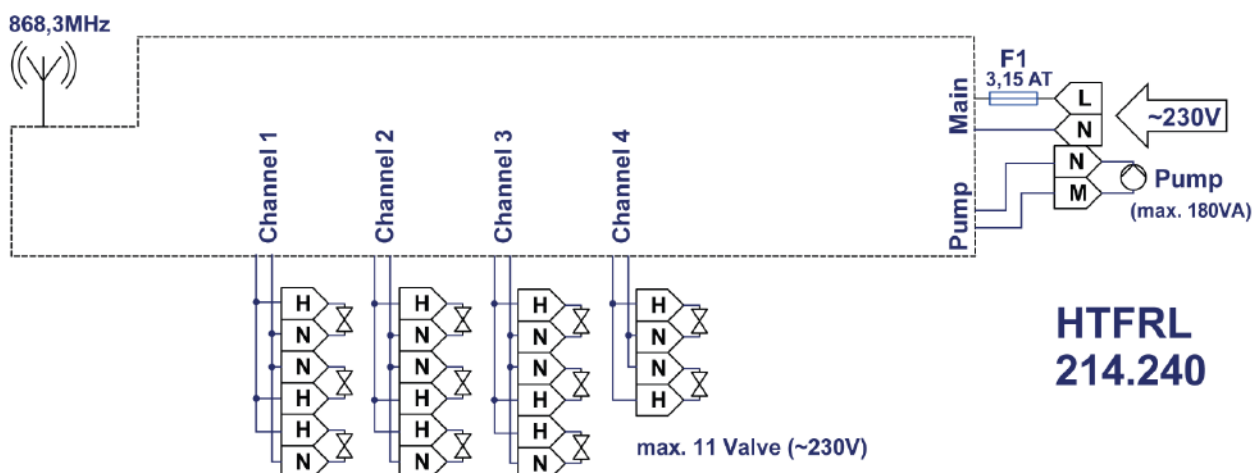 868,3MHz
F1
3,15 AT
Main
L
N
~230V
Pump
N
M
Pump
(max. 180VA)
Channel 1
Channel 2
Channel 3
Channel 4
H
N
N
H
H
N
H
N
N
H
H
N
H
N
N
H
H
N
H
N
N
H
max. 11 Valve (~230V)
HTFRL
214.240